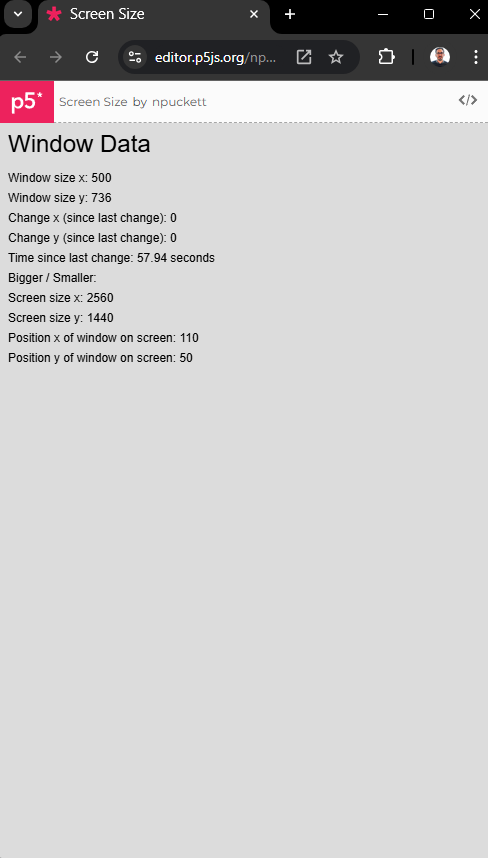 Screen Size
editor.p5js.org/np...
p5* Screen Size by npuckett </>
Window Data
Window size x: 500
Window size y: 736
Change x (since last change): 0
Change y (since last change): 0
Time since last change: 57.94 seconds
Bigger / Smaller:
Screen size x: 2560
Screen size y: 1440
Position x of window on screen: 110
Position y of window on screen: 50